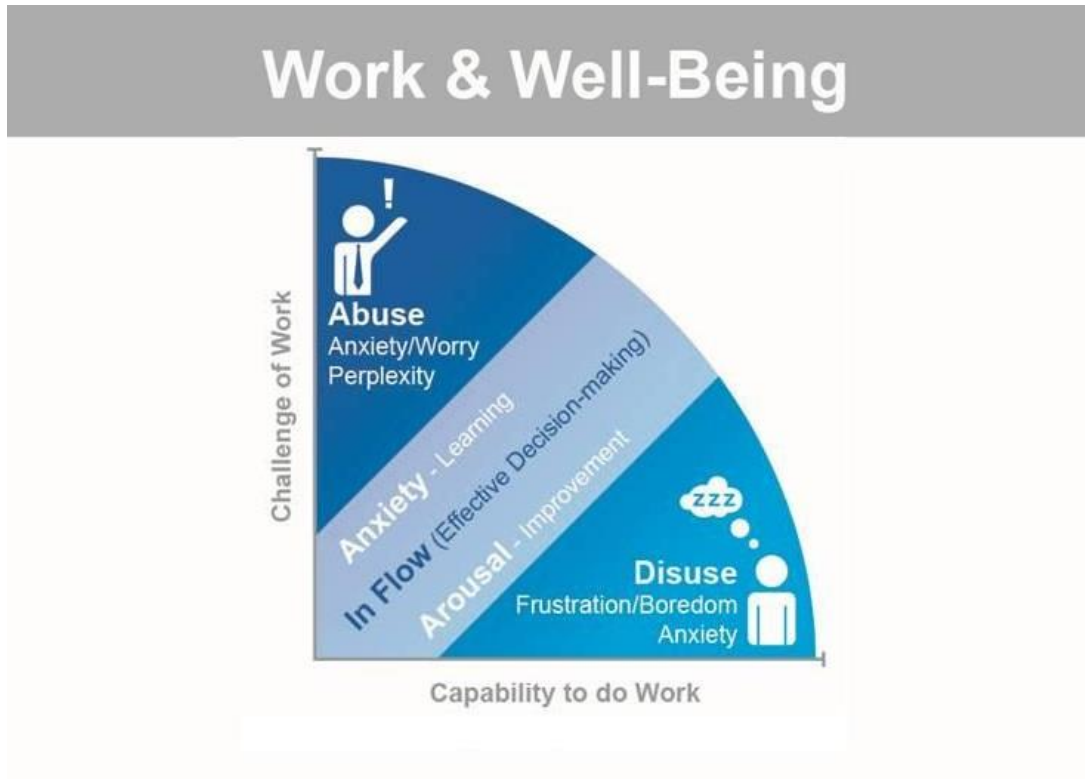 Work & Well-Being
Challenge of Work
!
Abuse
Anxiety/Worry
Perplexity
Anxiety - Learning
In Flow (Effective Decision-making)
Arousal - Improvement
zzz
Disuse
Frustration/Boredom
Anxiety
Capability to do Work